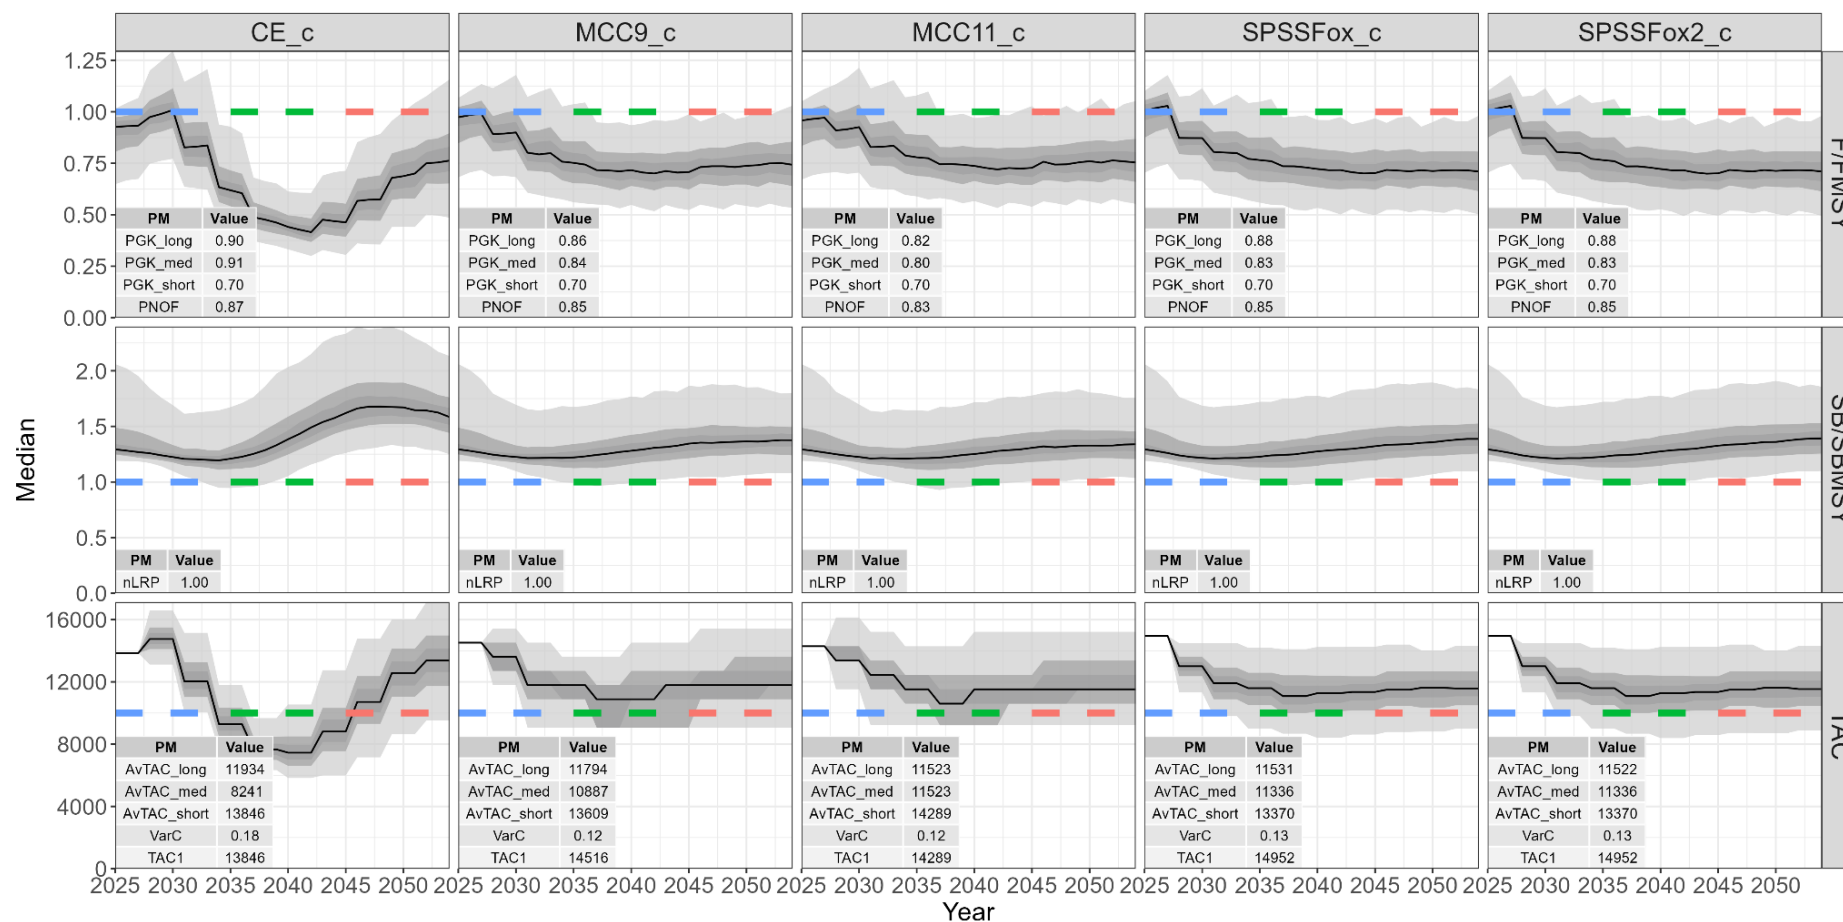 CE_c MCC9_c MCC11_c SPSSFox_c SPSSFox2_c
1.25
1.00
0.75
0.50
0.25
0.00
F/FMSY
PM Value PM Value PM Value PM Value PM Value
PGK_long 0.90 PGK_long 0.86 PGK_long 0.82 PGK_long 0.88 PGK_long 0.88
PGK_med 0.91 PGK_med 0.84 PGK_med 0.80 PGK_med 0.83 PGK_med 0.83
PGK_short 0.70 PGK_short 0.70 PGK_short 0.70 PGK_short 0.70 PGK_short 0.70
PNOF 0.87 PNOF 0.85 PNOF 0.83 PNOF 0.85 PNOF 0.85
Median
2.0
1.5
1.0
0.5
0.0
SB/SBMSY
PM Value PM Value PM Value PM Value PM Value
nLRP 1.00 nLRP 1.00 nLRP 1.00 nLRP 1.00 nLRP 1.00
16000
12000
8000
4000
0
TAC
PM Value PM Value PM Value PM Value PM Value
AvTAC_long 11934 AvTAC_long 11794 AvTAC_long 11523 AvTAC_long 11531 AvTAC_long 11522
AvTAC_med 8241 AvTAC_med 10887 AvTAC_med 11523 AvTAC_med 11336 AvTAC_med 11336
AvTAC_short 13846 AvTAC_short 13609 AvTAC_short 14289 AvTAC_short 13370 AvTAC_short 13370
VarC 0.18 VarC 0.12 VarC 0.12 VarC 0.13 VarC 0.13
TAC1 13846 TAC1 14516 TAC1 14289 TAC1 14952 TAC1 14952
2025 2030 2035 2040 2045 2050 2025 2030 2035 2040 2045 2050 2025 2030 2035 2040 2045 2050 2025 2030 2035 2040 2045 2050 2025 2030 2035 2040 2045 2050
Year